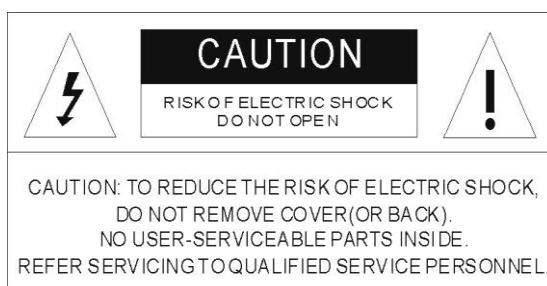 CAUTION
RISK OF ELECTRIC SHOCK
DO NOT OPEN
CAUTION: TO REDUCE THE RISK OF ELECTRIC SHOCK,
DO NOT REMOVE COVER(OR BACK).
NO USER-SERVICEABLE PARTS INSIDE.
REFER SERVICING TO QUALIFIED SERVICE PERSONNEL.